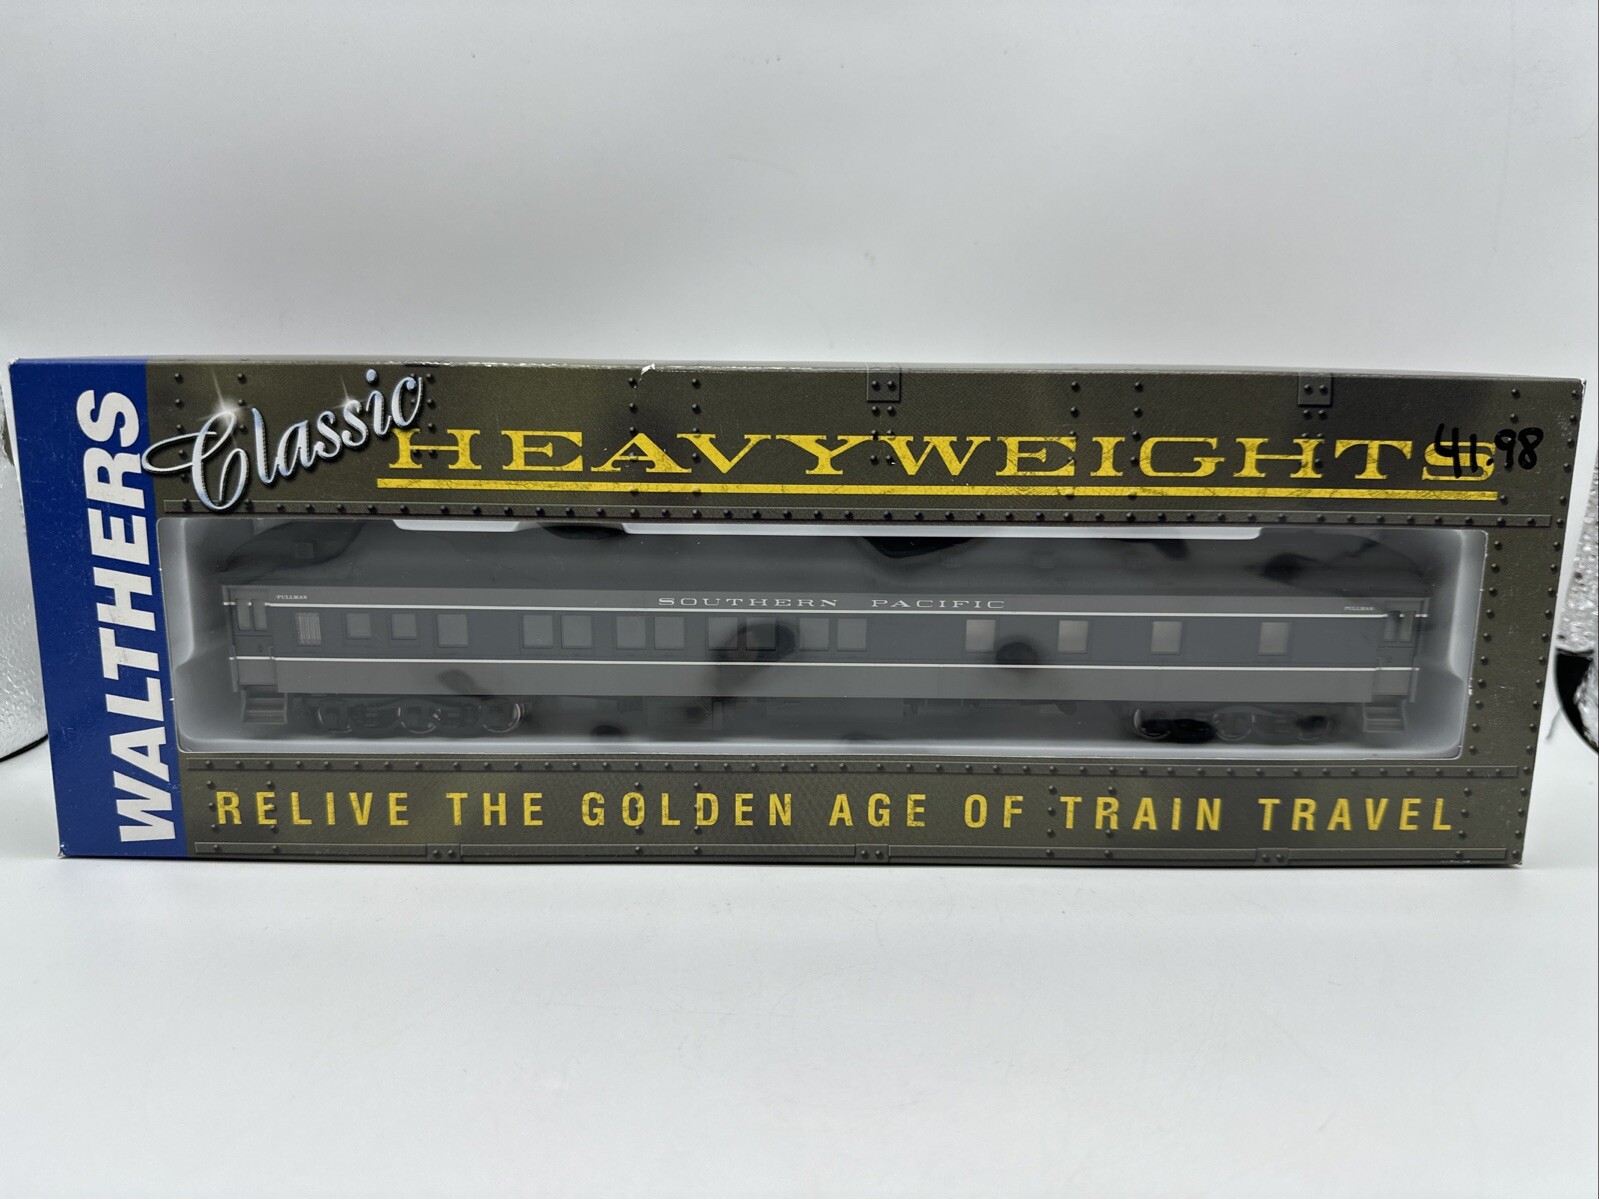 WALTHERS
Classic
HEAVYWEIGHTS
41.98
PULLMAN
SOUTHERN PACIFIC
PULLMAN
RELIVE THE GOLDEN AGE OF TRAIN TRAVEL